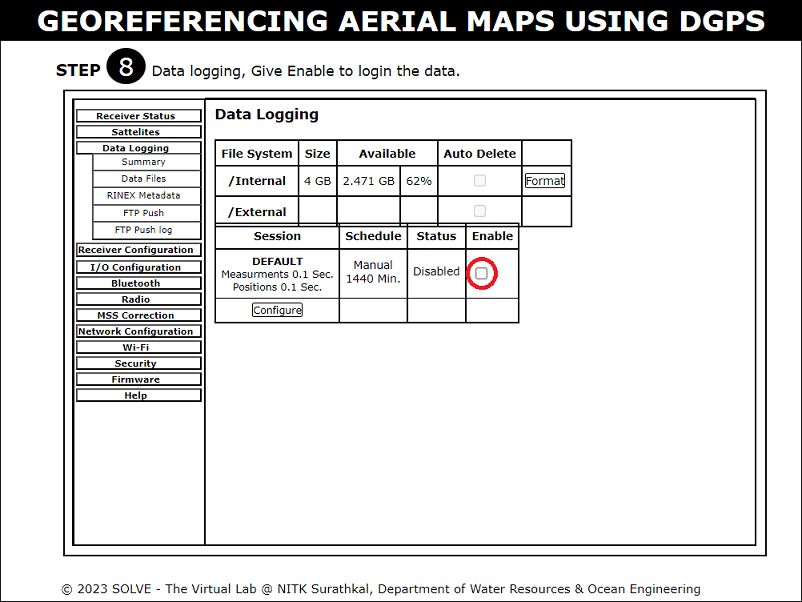 GEOREFERENCING AERIAL MAPS USING DGPS
STEP 8 Data logging, Give Enable to login the data.
Receiver Status
Sattelites
Data Logging
Summary
Data Files
RINEX Metadata
FTP Push
FTP Push log
Receiver Configuration
I/O Configuration
Bluetooth
Radio
MSS Correction
Network Configuration
Wi-Fi
Security
Firmware
Help
Data Logging
File System Size Available Auto Delete
/Internal 4 GB 2.471 GB 62% Format
/External
Session Schedule Status Enable
DEFAULT
Measurments 0.1 Sec.
Positions 0.1 Sec.
Manual
1440 Min.
Disabled
Configure
© 2023 SOLVE - The Virtual Lab @ NITK Surathkal, Department of Water Resources & Ocean Engineering